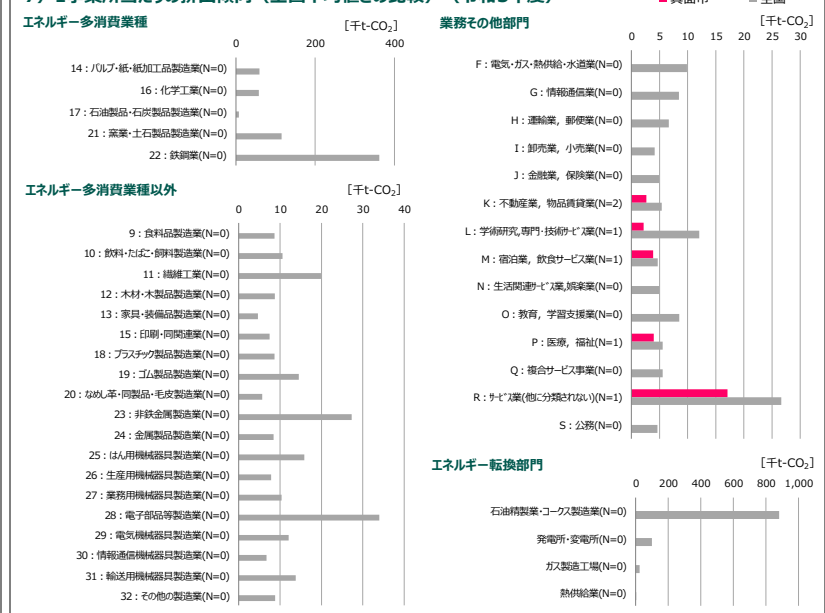 エネルギー多消費業種
[千t-CO₂]
0 200 400
14：パルプ・紙・紙加工品製造業(N=0)
16：化学工業(N=0)
17：石油製品・石炭製品製造業(N=0)
21：窯業・土石製品製造業(N=0)
22：鉄鋼業(N=0)
エネルギー多消費業種以外
[千t-CO₂]
0 10 20 30 40
9：食料品製造業(N=0)
10：飲料・たばこ・飼料製造業(N=0)
11：繊維工業(N=0)
12：木材・木製品製造業(N=0)
13：家具・装備品製造業(N=0)
15：印刷・同関連業(N=0)
18：プラスチック製品製造業(N=0)
19：ゴム製品製造業(N=0)
20：なめし革・同製品・毛皮製造業(N=0)
23：非鉄金属製造業(N=0)
24：金属製品製造業(N=0)
25：はん用機械器具製造業(N=0)
26：生産用機械器具製造業(N=0)
27：業務用機械器具製造業(N=0)
28：電子部品等製造業(N=0)
29：電気機械器具製造業(N=0)
30：情報通信機械器具製造業(N=0)
31：輸送用機械器具製造業(N=0)
32：その他の製造業(N=0)
業務その他部門
[千t-CO₂]
0 5 10 15 20 25 30
F：電気・ガス・熱供給・水道業(N=0)
G：情報通信業(N=0)
H：運輸業，郵便業(N=0)
I：卸売業，小売業(N=0)
J：金融業，保険業(N=0)
K：不動産業，物品賃貸業(N=2)
L：学術研究,専門・技術ｻｰﾋﾞｽ業(N=1)
M：宿泊業，飲食サービス業(N=1)
N：生活関連ｻｰﾋﾞｽ業,娯楽業(N=0)
O：教育，学習支援業(N=0)
P：医療，福祉(N=1)
Q：複合サービス事業(N=0)
R：ｻｰﾋﾞｽ業(他に分類されない)(N=1)
S：公務(N=0)
エネルギー転換部門
[千t-CO₂]
0 200 400 600 800 1,000
石油精製業・コークス製造業(N=0)
発電所・変電所(N=0)
ガス製造工場(N=0)
熱供給業(N=0)